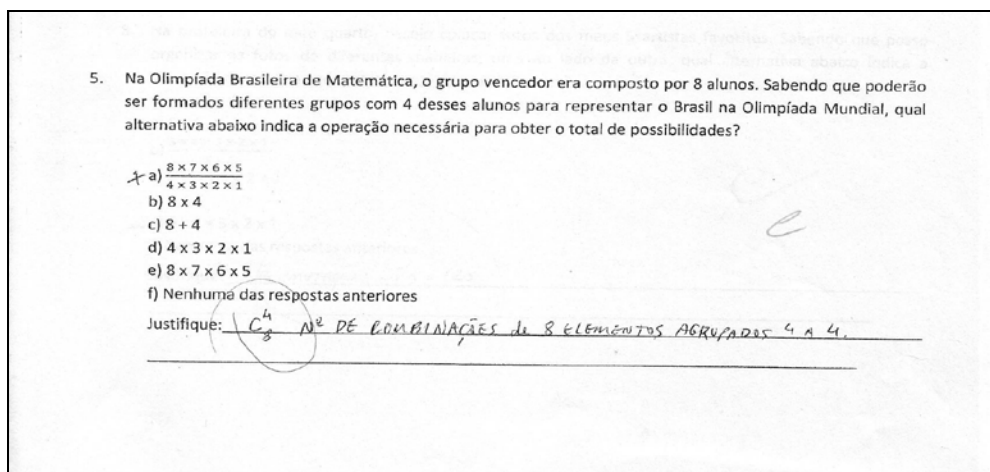 5. Na Olimpíada Brasileira de Matemática, o grupo vencedor era composto por 8 alunos. Sabendo que poderão
ser formados diferentes grupos com 4 desses alunos para representar o Brasil na Olimpíada Mundial, qual
alternativa abaixo indica a operação necessária para obter o total de possibilidades?
x a) 8 × 7 × 6 × 5
4 × 3 × 2 × 1
b) 8 x 4
c) 8 + 4
d) 4 x 3 x 2 x 1
e) 8 x 7 x 6 x 5
f) Nenhuma das respostas anteriores
Justifique: C₈⁴ Nº DE COMBINAÇÕES de 8 ELEMENTOS AGRUPADOS 4 A 4.